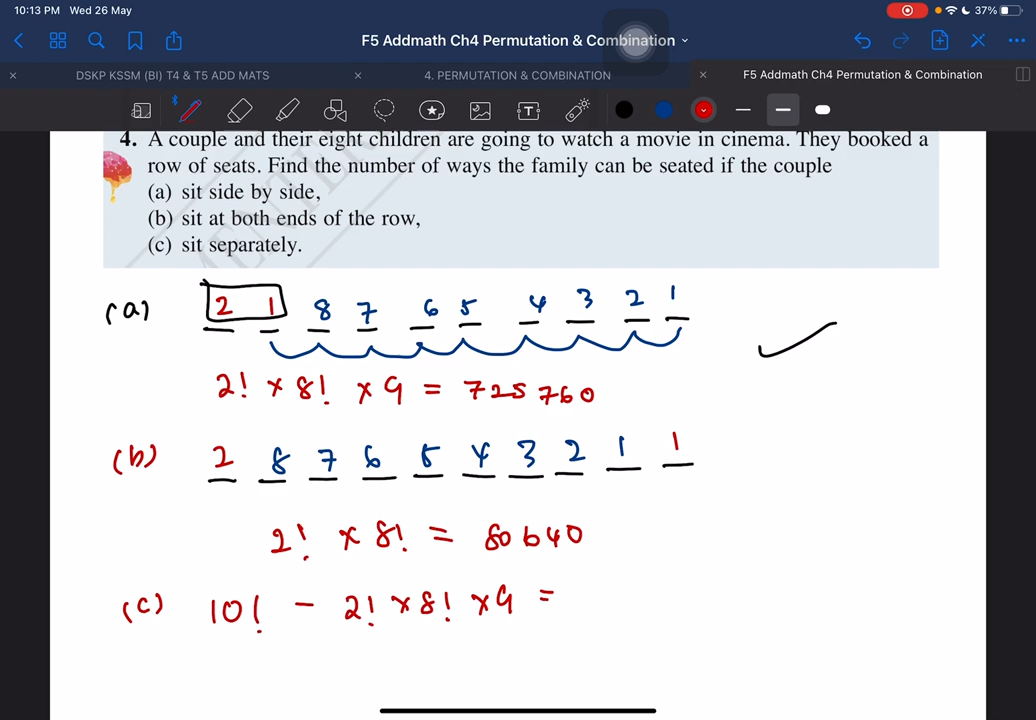 10:13 PM Wed 26 May
37%
F5 Addmath Ch4 Permutation & Combination
DSKP KSSM (BI) T4 & T5 ADD MATS
4. PERMUTATION & COMBINATION
F5 Addmath Ch4 Permutation & Combination
4. A couple and their eight children are going to watch a movie in cinema. They booked a
row of seats. Find the number of ways the family can be seated if the couple
(a) sit side by side,
(b) sit at both ends of the row,
(c) sit separately.
(a) 2 1 8 7 6 5 4 3 2 1
2! × 8! × 9 = 725760
(b) 2 8 7 6 5 4 3 2 1 1
2! × 8! = 80640
(c) 10! - 2! × 8! × 9 =